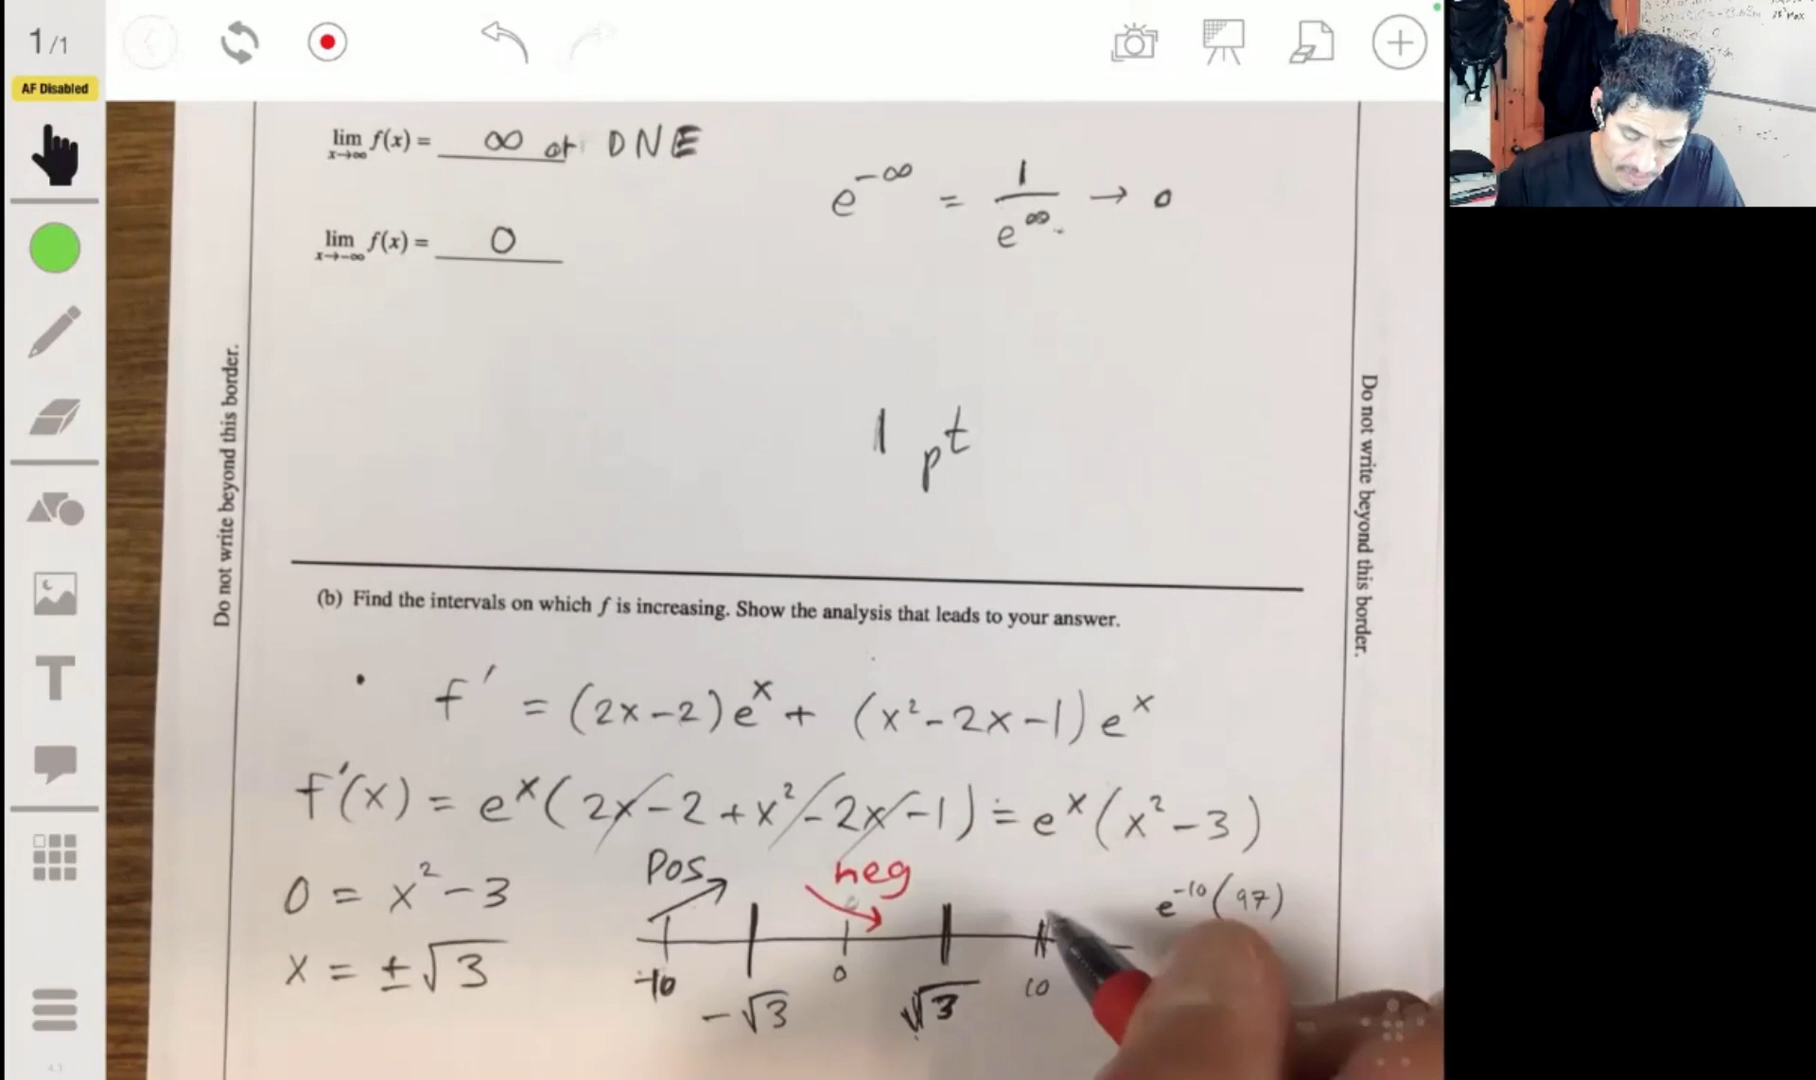 1/1
AF Disabled
lim f(x) = ∞ or DNE
x→∞
e^-∞ = 1/e^∞ → 0
lim f(x) = 0
x→-∞
1 pt
Do not write beyond this border.
Do not write beyond this border.
(b) Find the intervals on which f is increasing. Show the analysis that leads to your answer.
f' = (2x-2)e^x + (x²-2x-1)e^x
f'(x) = e^x(2x-2+x²-2x-1) = e^x(x²-3)
0 = x²-3
Pos
neg
e^-10(97)
x = ±√3
-10
-√3
0
√3
10
T
4.1